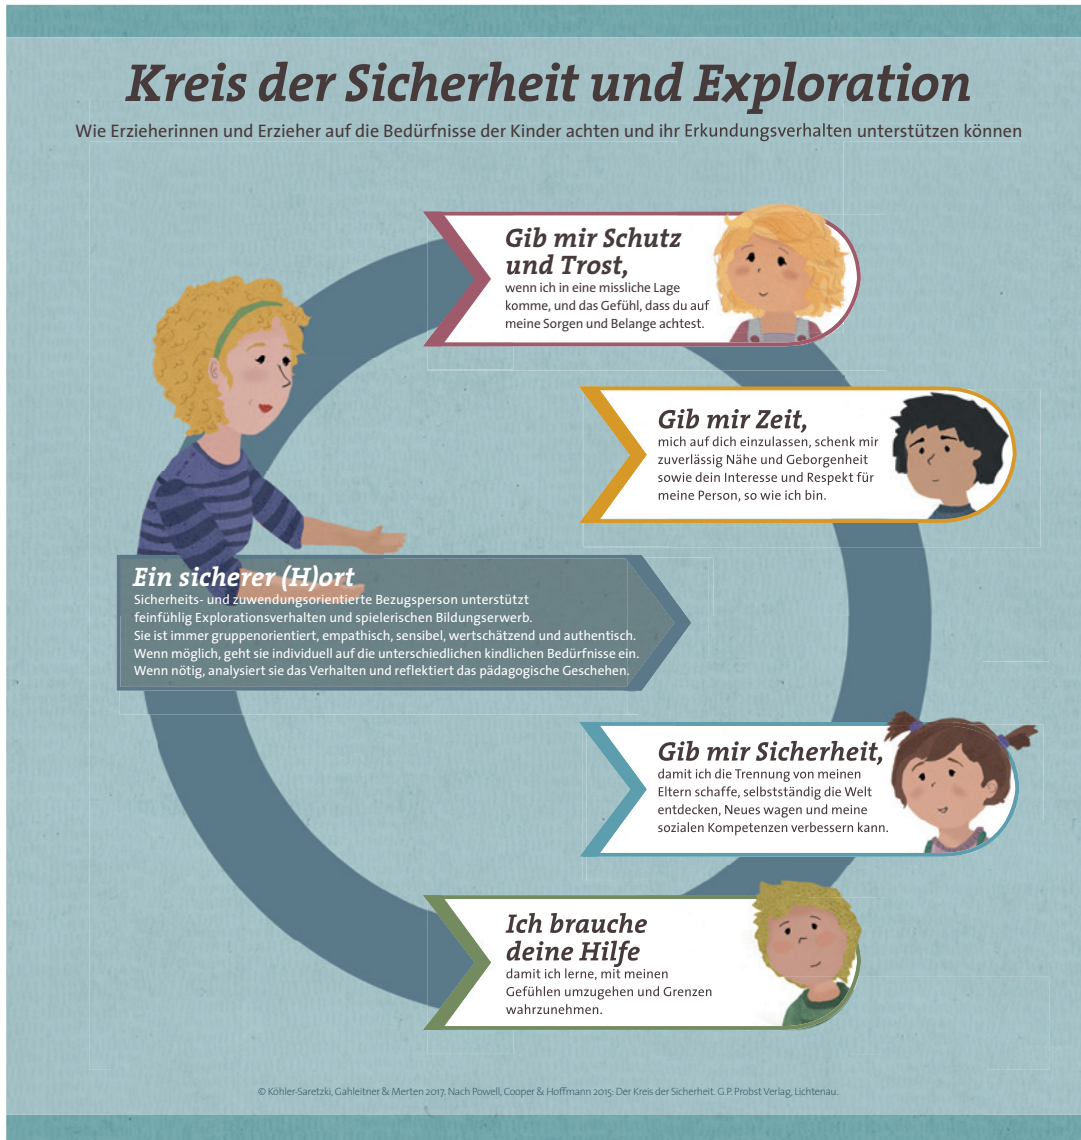 Kreis der Sicherheit und Exploration
Wie Erzieherinnen und Erzieher auf die Bedürfnisse der Kinder achten und ihr Erkundungsverhalten unterstützen können
Gib mir Schutz
und Trost,
wenn ich in eine missliche Lage
komme, und das Gefühl, dass du auf
meine Sorgen und Belange achtest.
Gib mir Zeit,
mich auf dich einzulassen, schenk mir
zuverlässig Nähe und Geborgenheit
sowie dein Interesse und Respekt für
meine Person, so wie ich bin.
Ein sicherer (H)ort
Sicherheits- und zuwendungsorientierte Bezugsperson unterstützt
feinfühlig Explorationsverhalten und spielerischen Bildungserwerb.
Sie ist immer gruppenorientiert, empathisch, sensibel, wertschätzend und authentisch.
Wenn möglich, geht sie individuell auf die unterschiedlichen kindlichen Bedürfnisse ein.
Wenn nötig, analysiert sie das Verhalten und reflektiert das pädagogische Geschehen.
Gib mir Sicherheit,
damit ich die Trennung von meinen
Eltern schaffe, selbstständig die Welt
entdecken, Neues wagen und meine
sozialen Kompetenzen verbessern kann.
Ich brauche
deine Hilfe
damit ich lerne, mit meinen
Gefühlen umzugehen und Grenzen
wahrzunehmen.
© Köhler-Saretzki, Gahleitner & Merten 2017. Nach Powell, Cooper & Hoffmann 2015: Der Kreis der Sicherheit. G.P. Probst Verlag, Lichtenau.